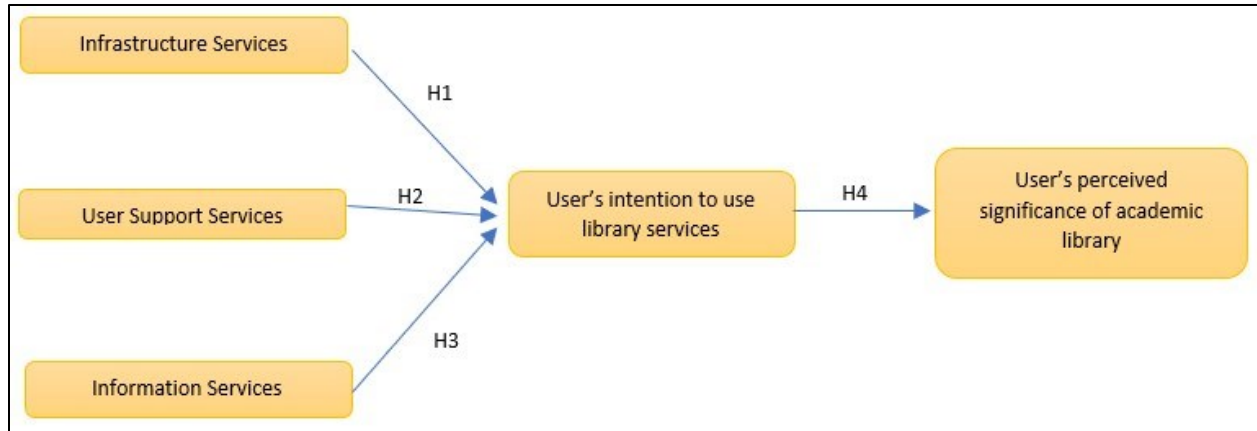 Infrastructure Services
H1
User Support Services
H2
User's intention to use
library services
H4
User's perceived
significance of academic
library
H3
Information Services